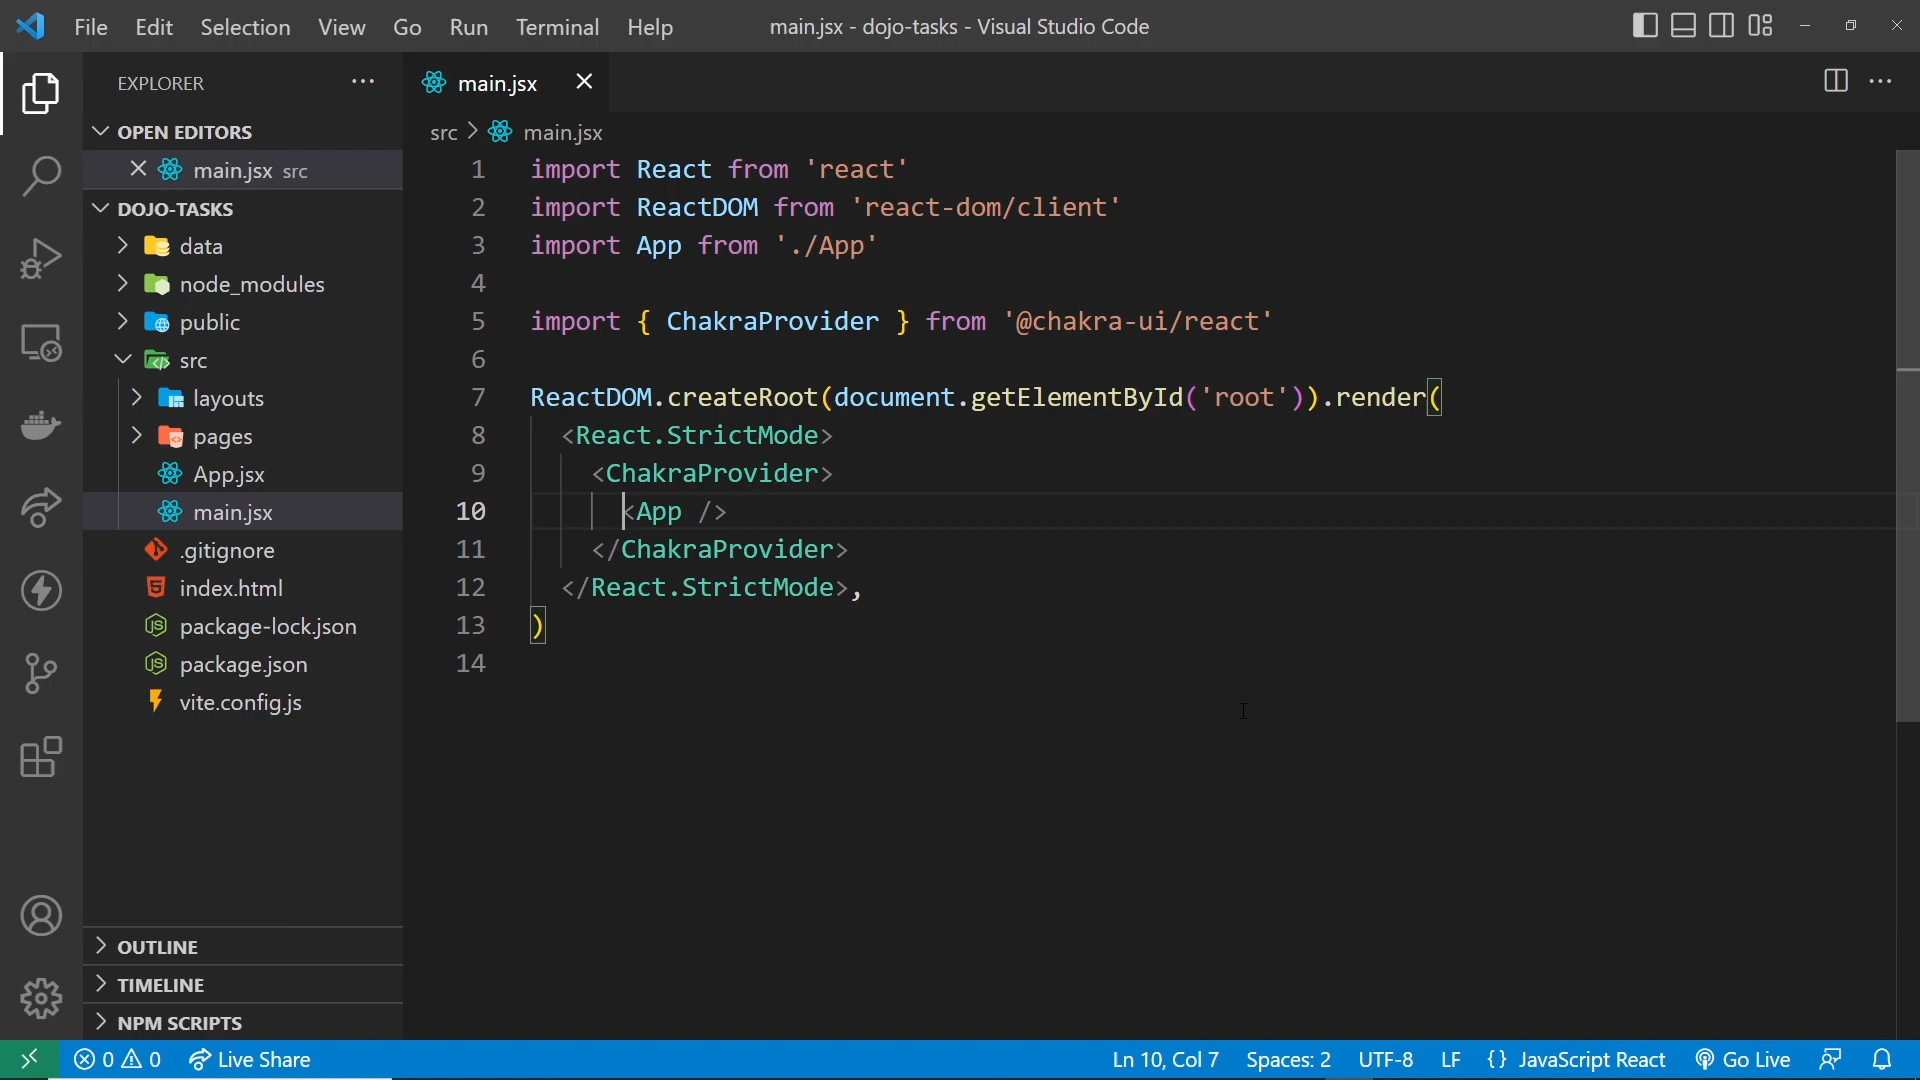 File Edit Selection View Go Run Terminal Help main.jsx - dojo-tasks - Visual Studio Code
EXPLORER
OPEN EDITORS
main.jsx src
DOJO-TASKS
data
node_modules
public
src
layouts
pages
App.jsx
main.jsx
.gitignore
index.html
package-lock.json
package.json
vite.config.js
OUTLINE
TIMELINE
NPM SCRIPTS
main.jsx
src > main.jsx
1 import React from 'react'
2 import ReactDOM from 'react-dom/client'
3 import App from './App'
4
5 import { ChakraProvider } from '@chakra-ui/react'
6
7 ReactDOM.createRoot(document.getElementById('root')).render(
8 <React.StrictMode>
9 <ChakraProvider>
10 <App />
11 </ChakraProvider>
12 </React.StrictMode>,
13 )
14
0 0 Live Share Ln 10, Col 7 Spaces: 2 UTF-8 LF {} JavaScript React Go Live